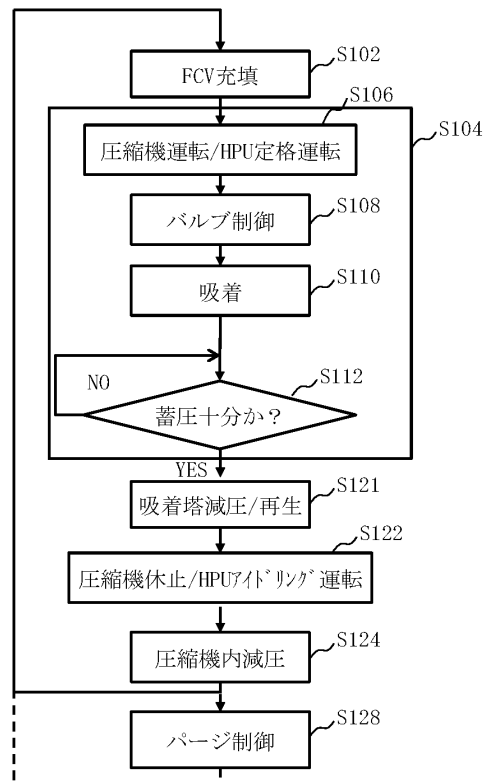 S102
FCV充填
S106
S104
圧縮機運転/HPU定格運転
S108
バルブ制御
S110
吸着
S112
NO
蓄圧十分か？
YES
S121
吸着塔減圧/再生
S122
圧縮機休止/HPUｱｲﾄﾞﾘﾝｸﾞ運転
S124
圧縮機内減圧
S128
パージ制御